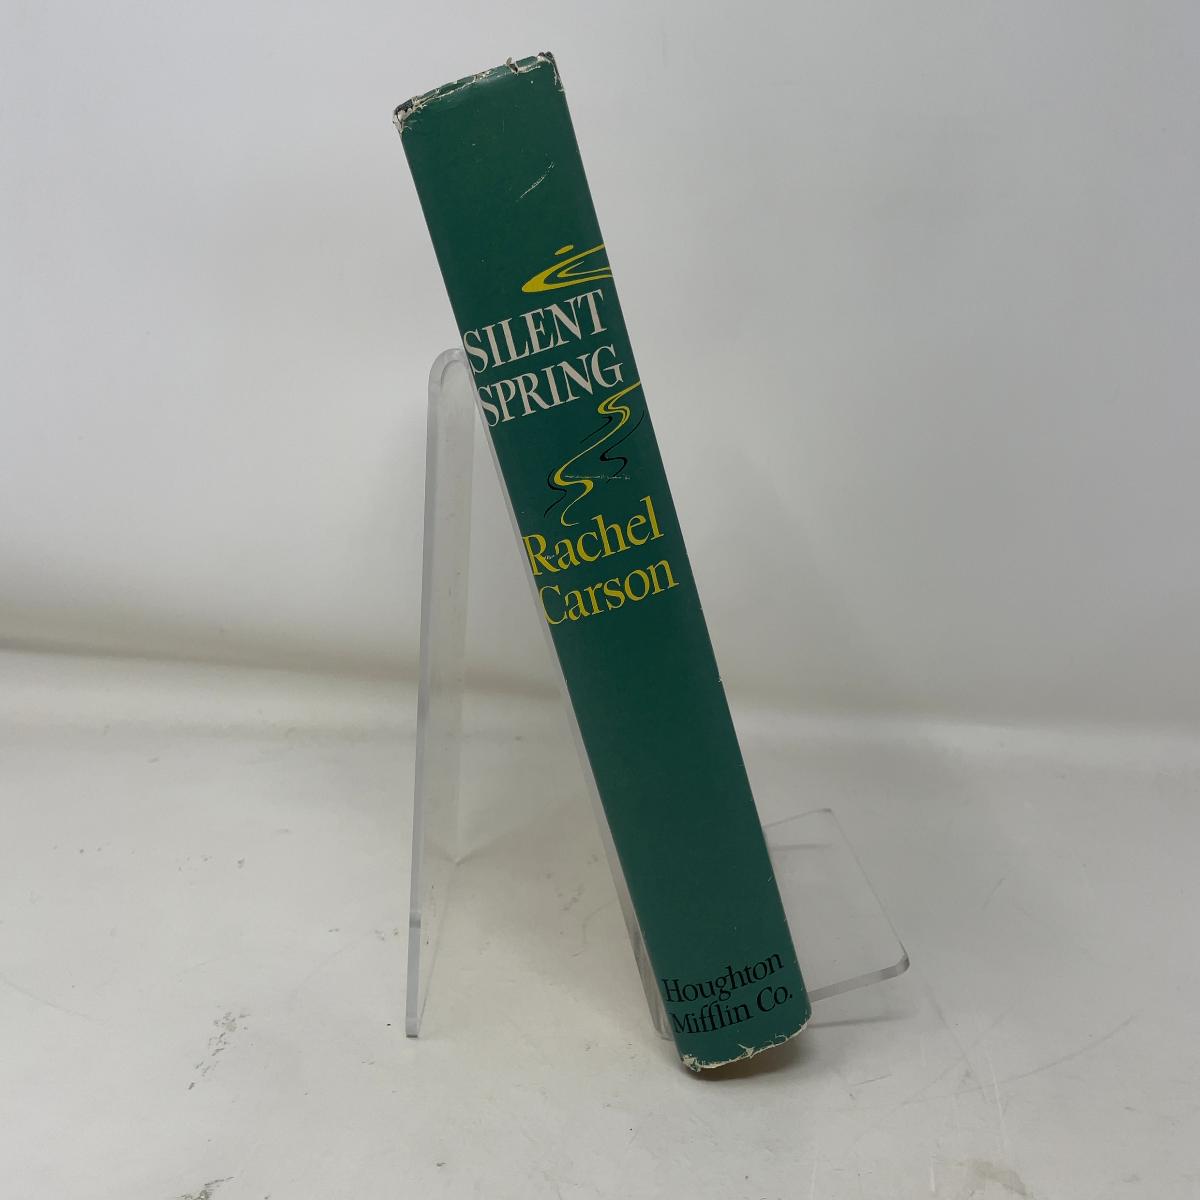 SILENT
SPRING
Rachel
Carson
Houghton
Mifflin Co.